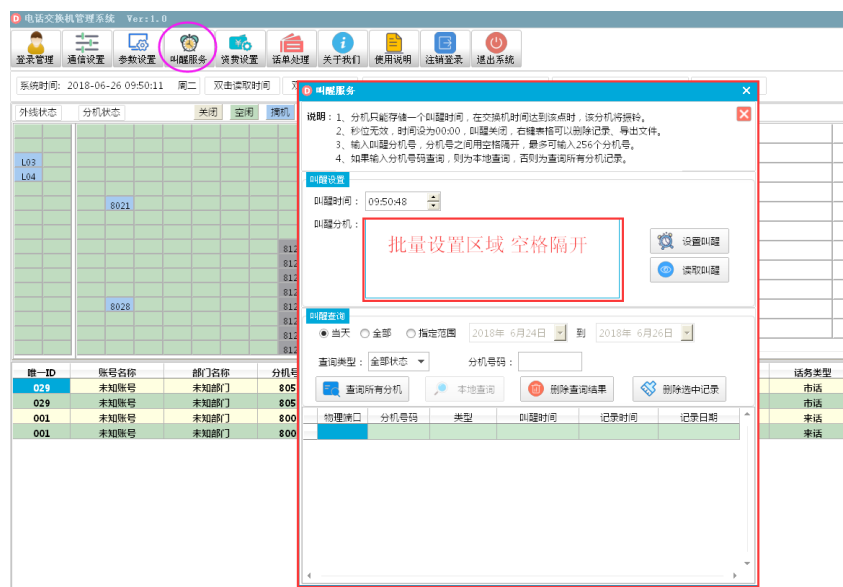 电话交换机管理系统 Ver:1.0
登录管理 通信设置 参数设置 叫醒服务 资费设置 话单处理 关于我们 使用说明 注销登录 退出系统
系统时间: 2018-06-26 09:50:11 周二 双击读取时间
外线状态 分机状态 关闭 空闲 摘机
L03
L04
8021
812
812
812
812
8028
812
812
812
812
唯一ID 账号名称 部门名称 分机号 话务类型
029 未知账号 未知部门 805 市话
029 未知账号 未知部门 805 市话
001 未知账号 未知部门 800 来话
001 未知账号 未知部门 800 来话
叫醒服务
说明：1、分机只能存储一个叫醒时间，在交换机时间达到该点时，该分机将振铃。
2、秒位无效，时间设为00:00，叫醒关闭，右键表格可以删除记录、导出文件。
3、输入叫醒分机号，分机号之间用空格隔开，最多可输入256个分机号。
4、如果输入分机号码查询，则为本地查询，否则为查询所有分机记录。
叫醒设置
叫醒时间： 09:50:48
叫醒分机：
批量设置区域 空格隔开
设置叫醒
读取叫醒
叫醒查询
当天 全部 指定范围 2018年 6月24日 到 2018年 6月26日
查询类型： 全部状态 分机号码：
查询所有分机 本地查询 删除查询结果 删除选中记录
物理端口 分机号码 类型 叫醒时间 记录时间 记录日期